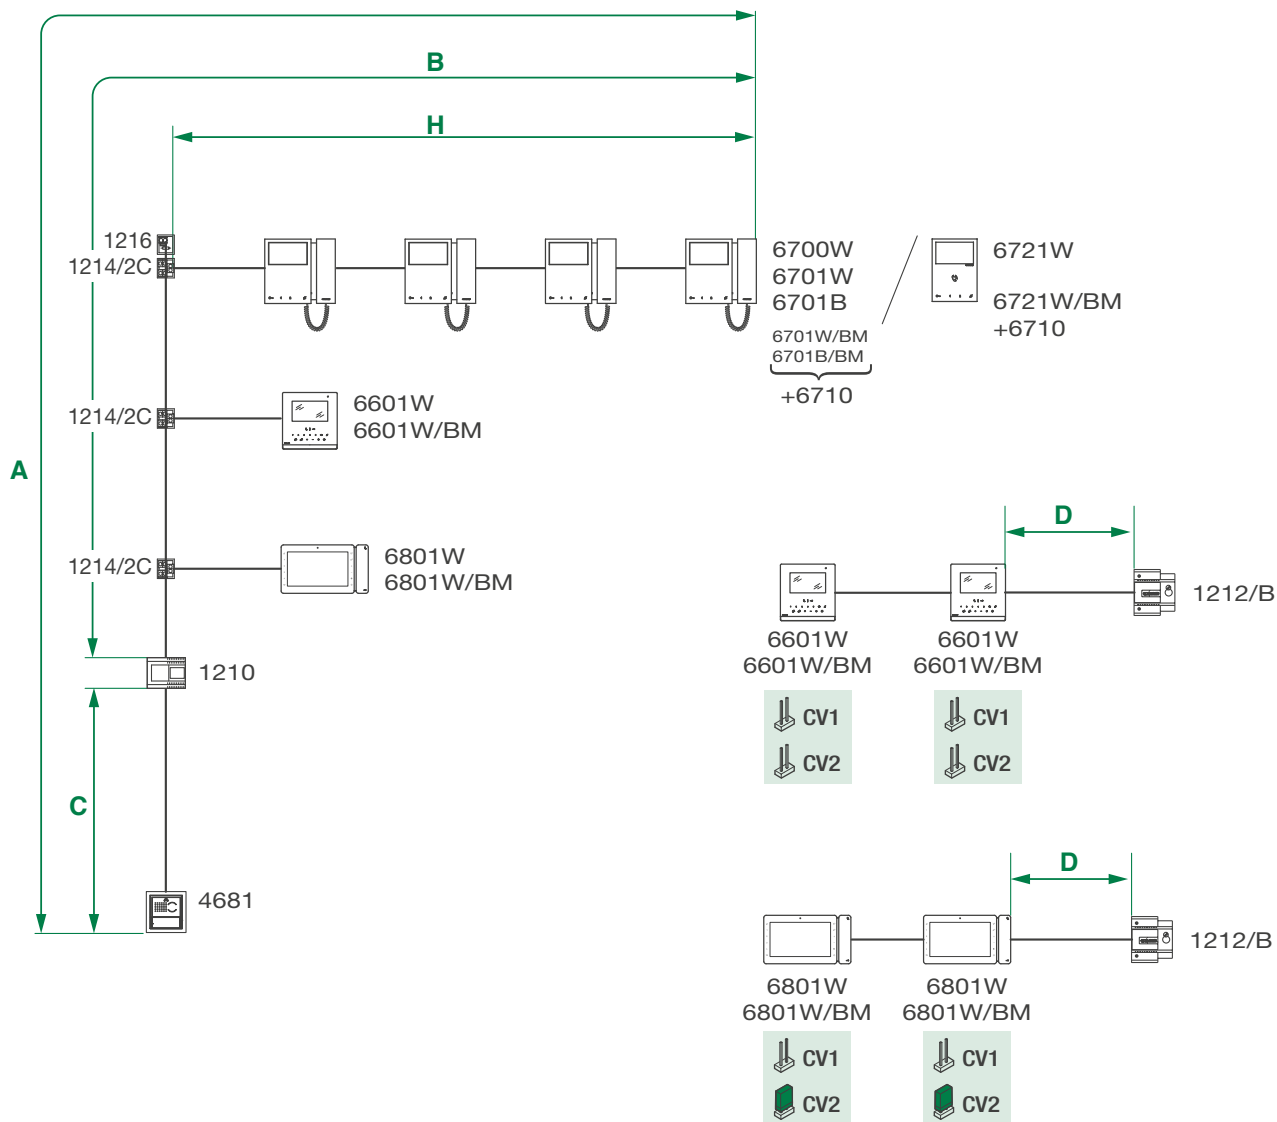 B
H
1216
1214/2C
6700W
6701W
6701B
6701W/BM
6701B/BM
+6710
6721W
6721W/BM
+6710
1214/2C
6601W
6601W/BM
A
1214/2C
6801W
6801W/BM
D
1212/B
6601W
6601W/BM
6601W
6601W/BM
CV1
CV2
CV1
CV2
1210
C
4681
D
1212/B
6801W
6801W/BM
6801W
6801W/BM
CV1
CV2
CV1
CV2